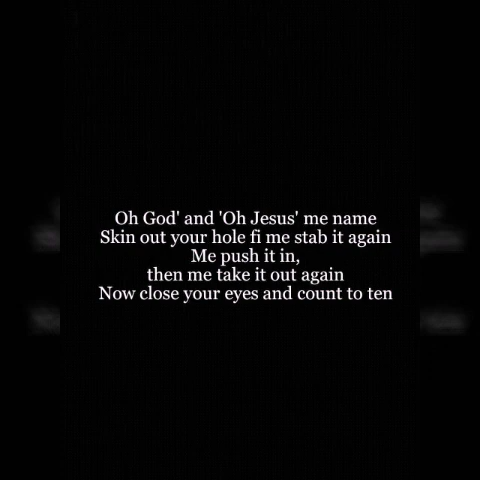 Oh God' and 'Oh Jesus' me name
Skin out your hole fi me stab it again
Me push it in,
then me take it out again
Now close your eyes and count to ten